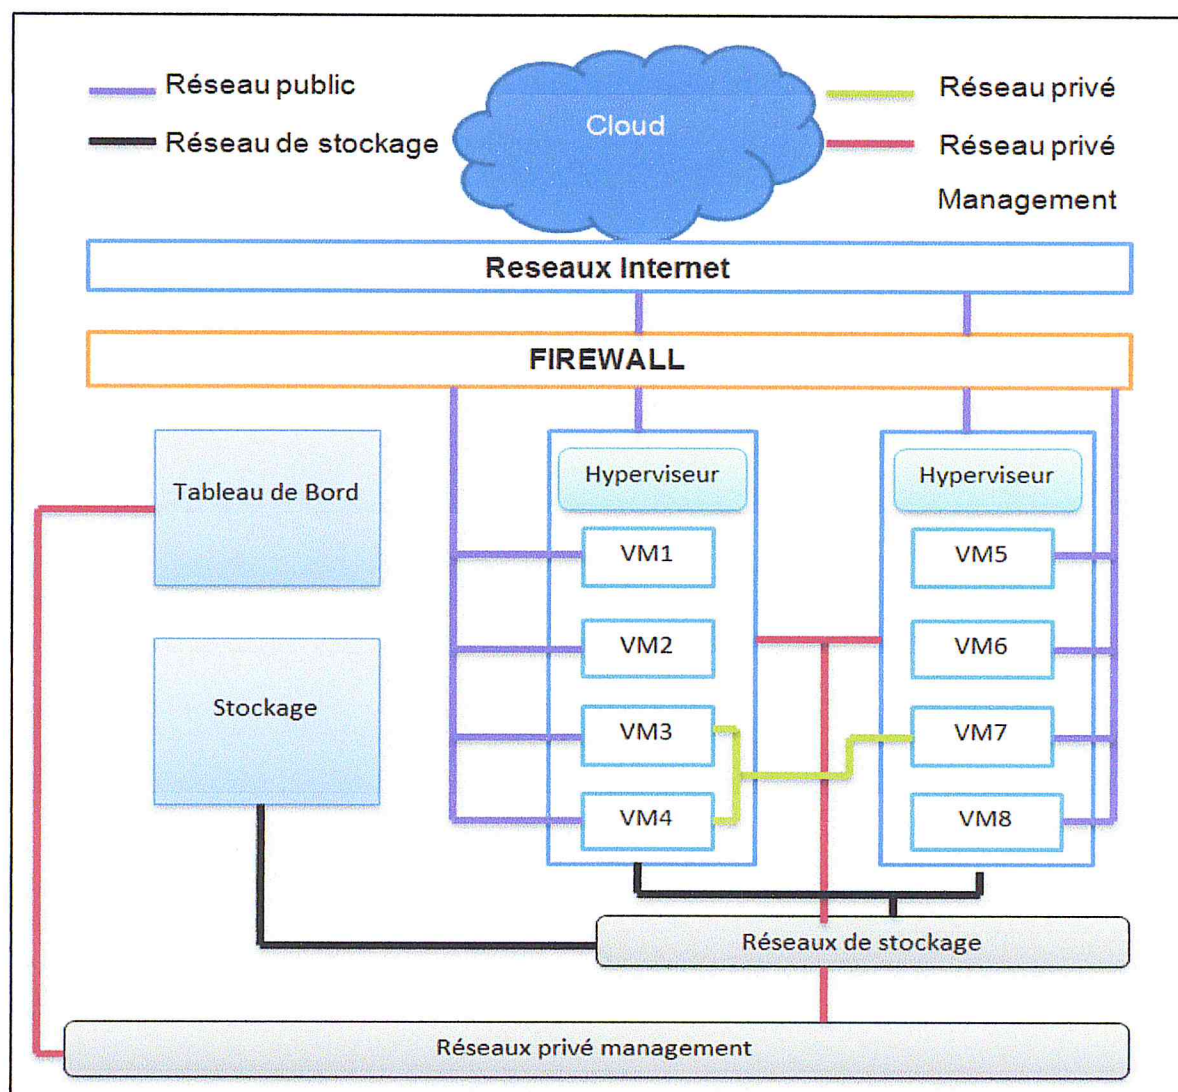 Réseau public
Réseau de stockage
Cloud
Réseau privé
Réseau privé
Management
Reseaux Internet
FIREWALL
Tableau de Bord
Stockage
Hyperviseur
VM1
VM2
VM3
VM4
Hyperviseur
VM5
VM6
VM7
VM8
Réseaux de stockage
Réseaux privé management